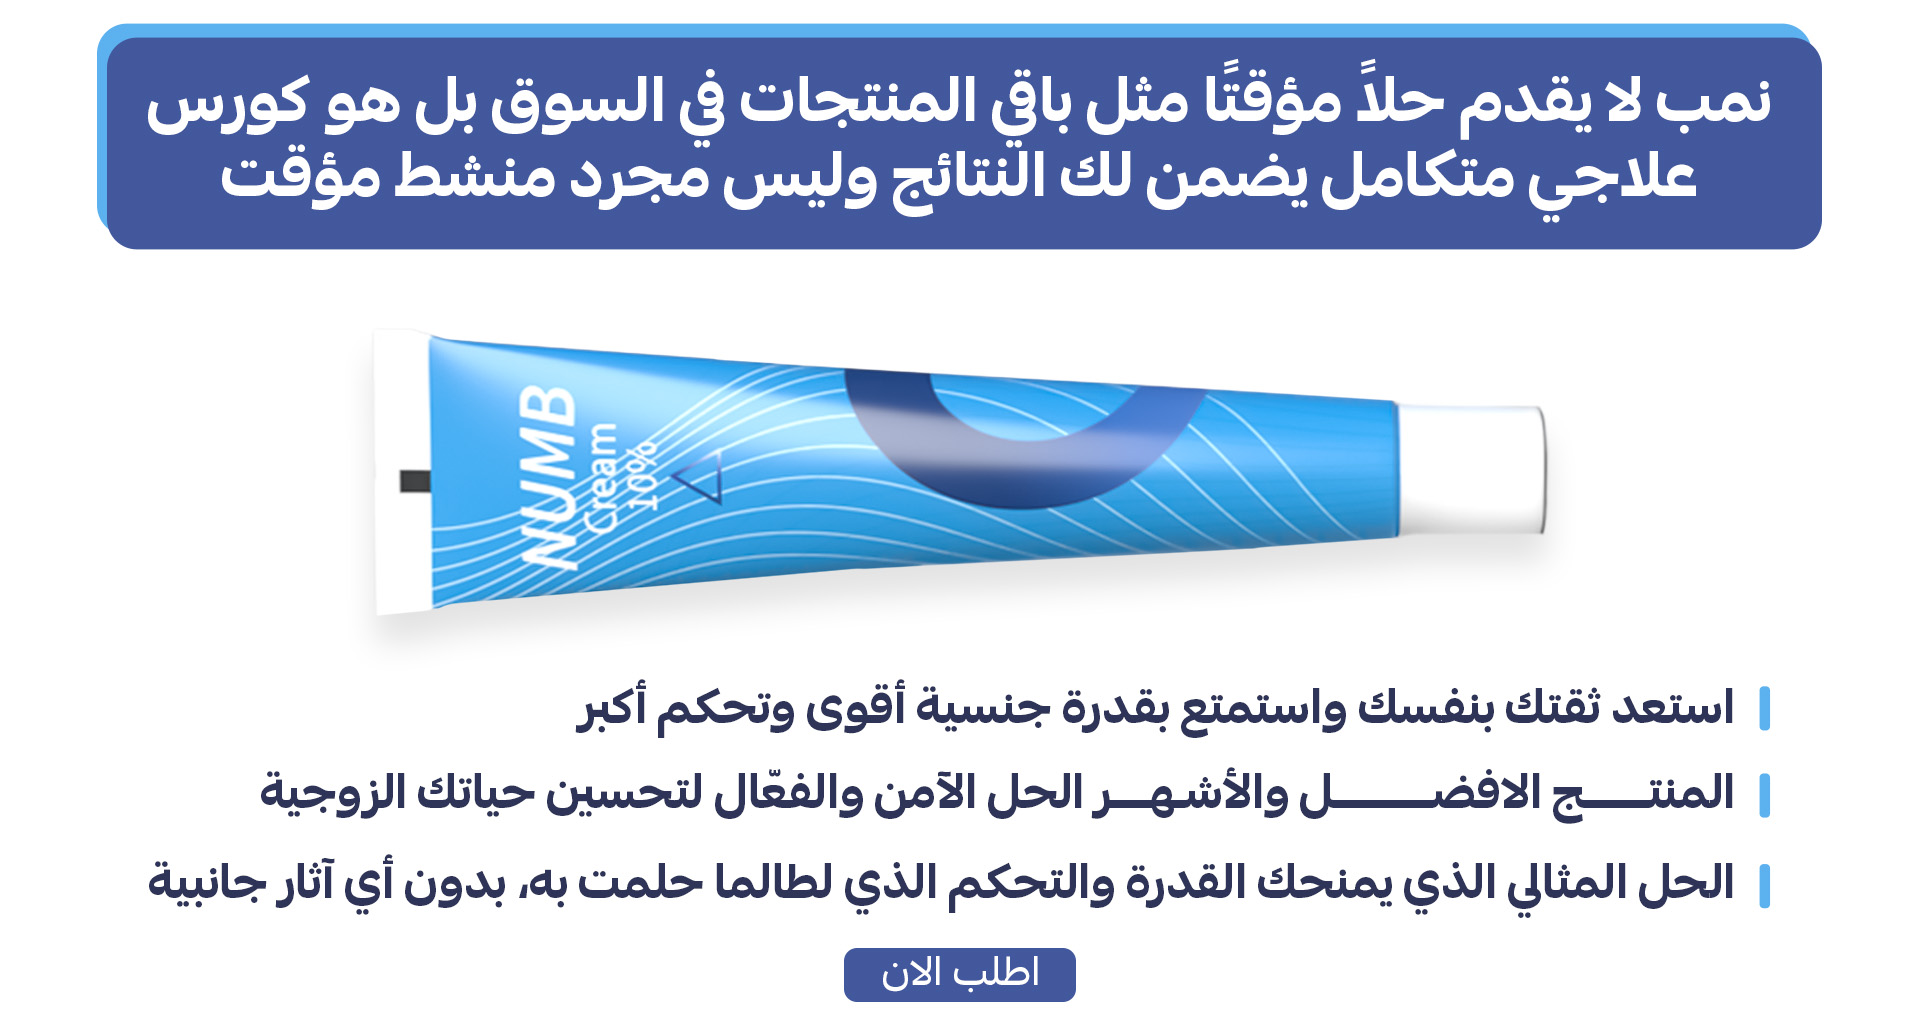 نمب لا يقدم حلاً مؤقتًا مثل باقي المنتجات في السوق بل هو كورس
علاجي متكامل يضمن لك النتائج وليس مجرد منشط مؤقت
NUMB
Cream
10%
استعد ثقتك بنفسك واستمتع بقدرة جنسية أقوى وتحكم أكبر
المنتــــج الافضــــــــل والأشهــر الحل الآمن والفعّال لتحسين حياتك الزوجية
الحل المثالي الذي يمنحك القدرة والتحكم الذي لطالما حلمت به، بدون أي آثار جانبية
اطلب الان